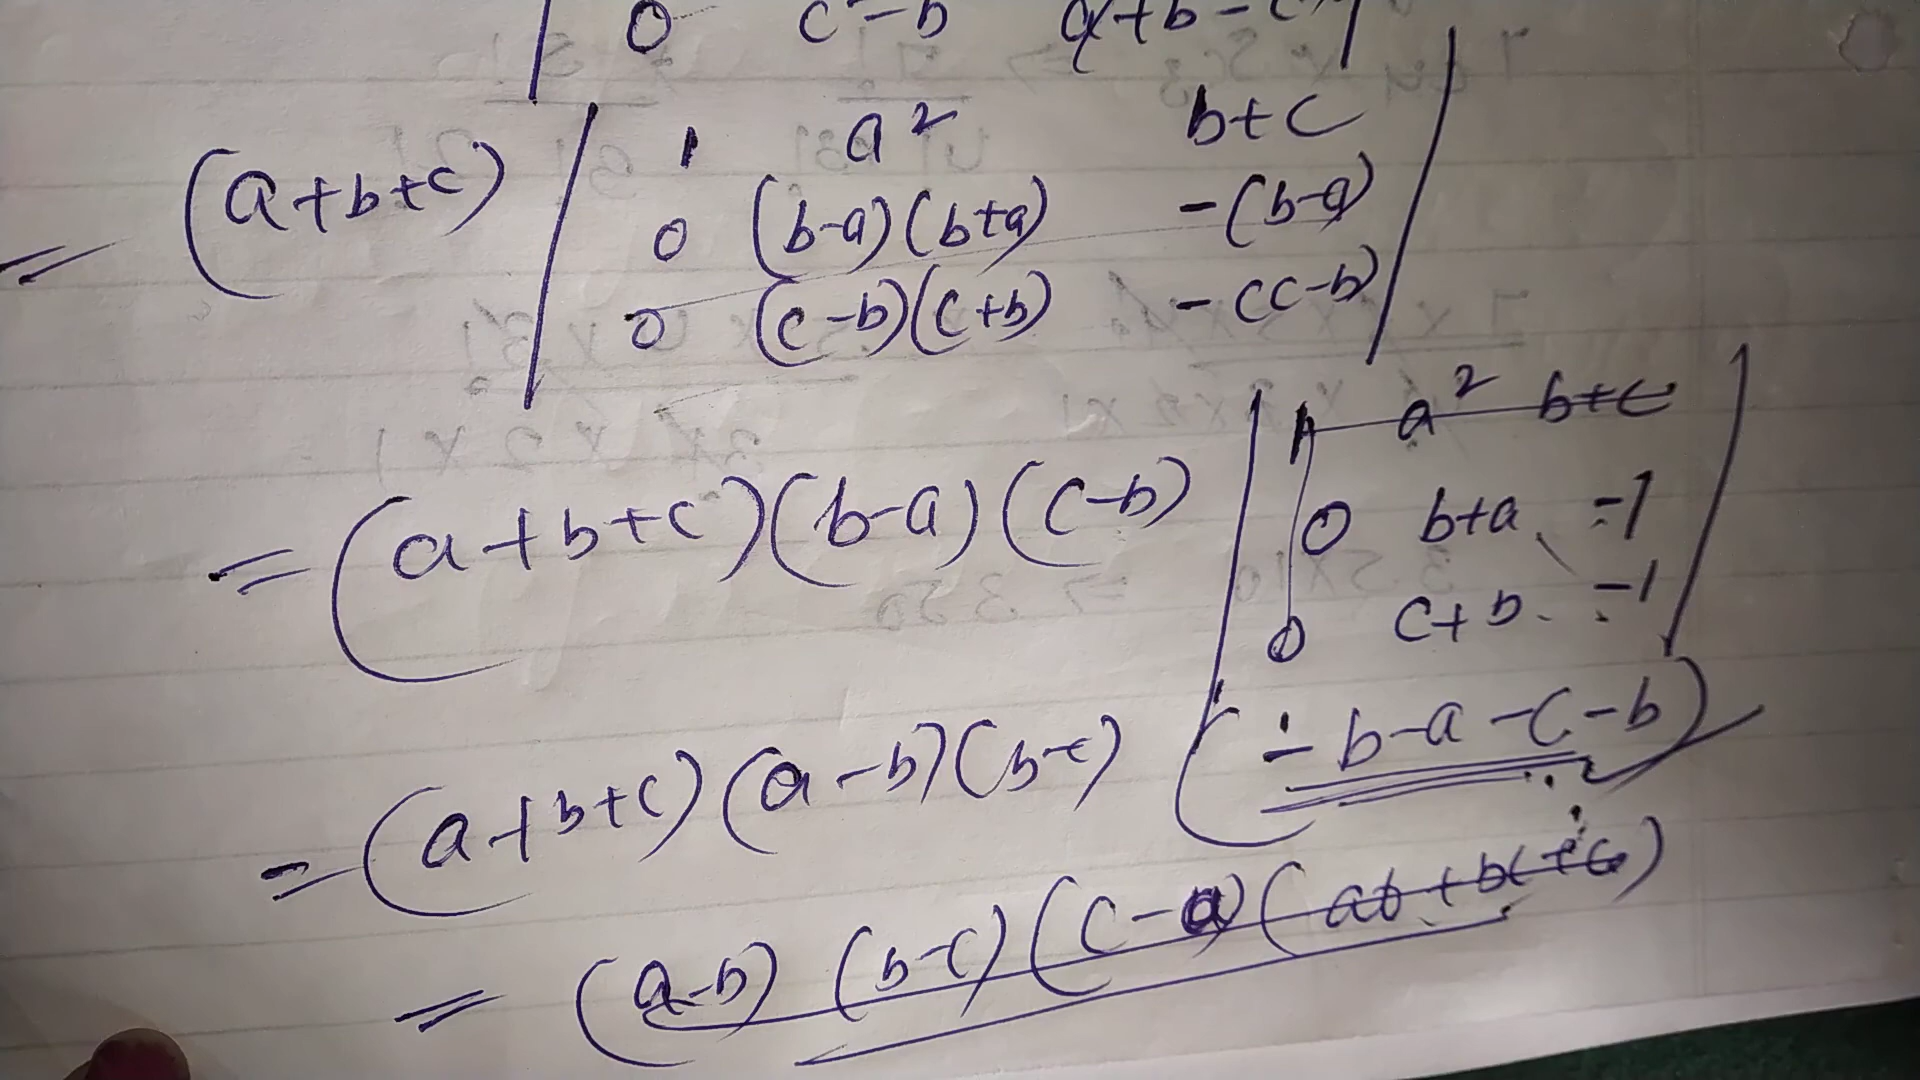 0 c-b a+b-c
= (a+b+c) | 1 a² b+c |
| 0 (b-a)(b+a) -(b-a) |
| 0 (c-b)(c+b) -(c-b) |
= (a+b+c)(b-a)(c-b) | 1 a² b+c |
| 0 b+a -1 |
| 0 c+b -1 |
= (a+b+c)(a-b)(b-c) (-b-a-c-b)
= (a-b) (b-c)(c-a)(